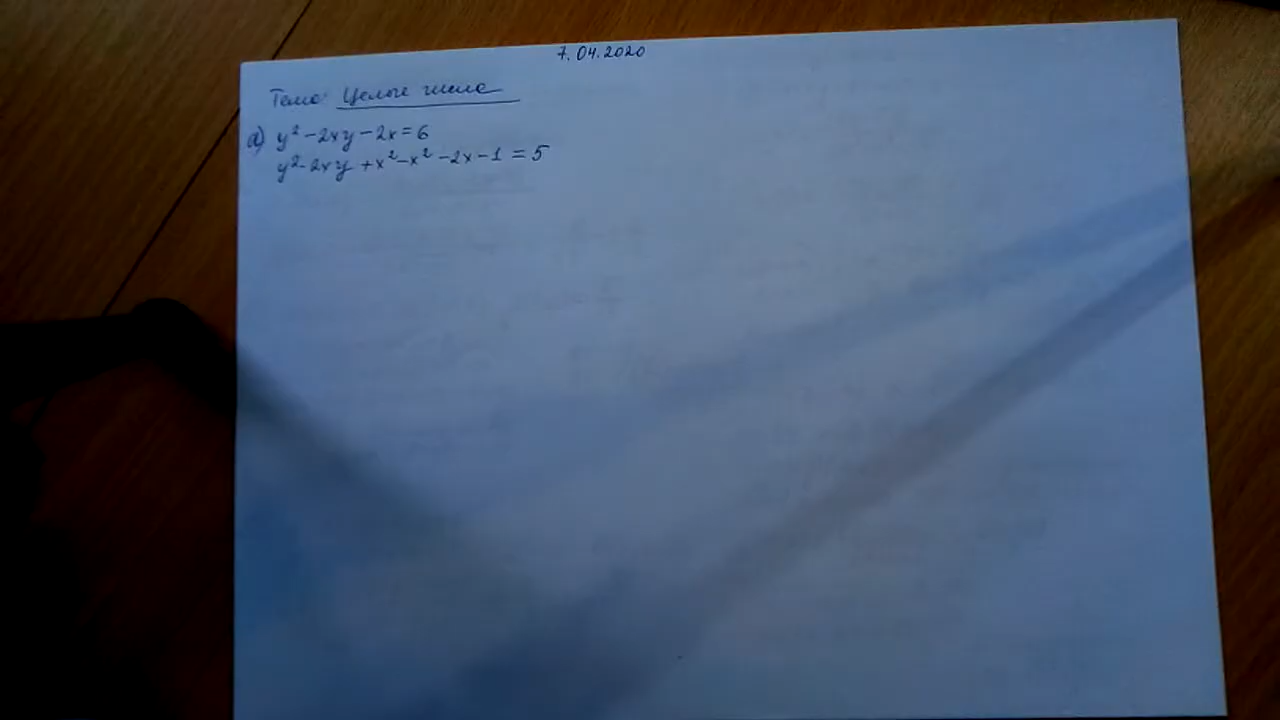 7.04.2020
Тема: Целые числа
а) y² - 2xy - 2x = 6
y² - 2xy + x² - x² - 2x - 1 = 5